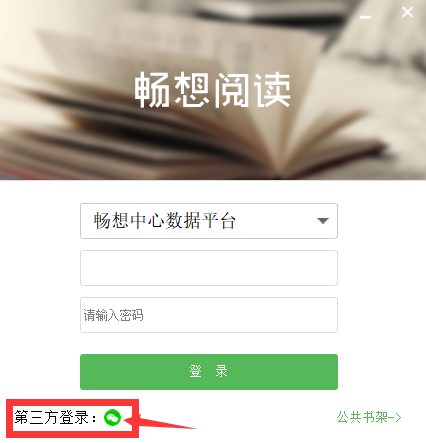 畅想阅读
畅想中心数据平台
请输入密码
登 录
第三方登录：
公共书架->